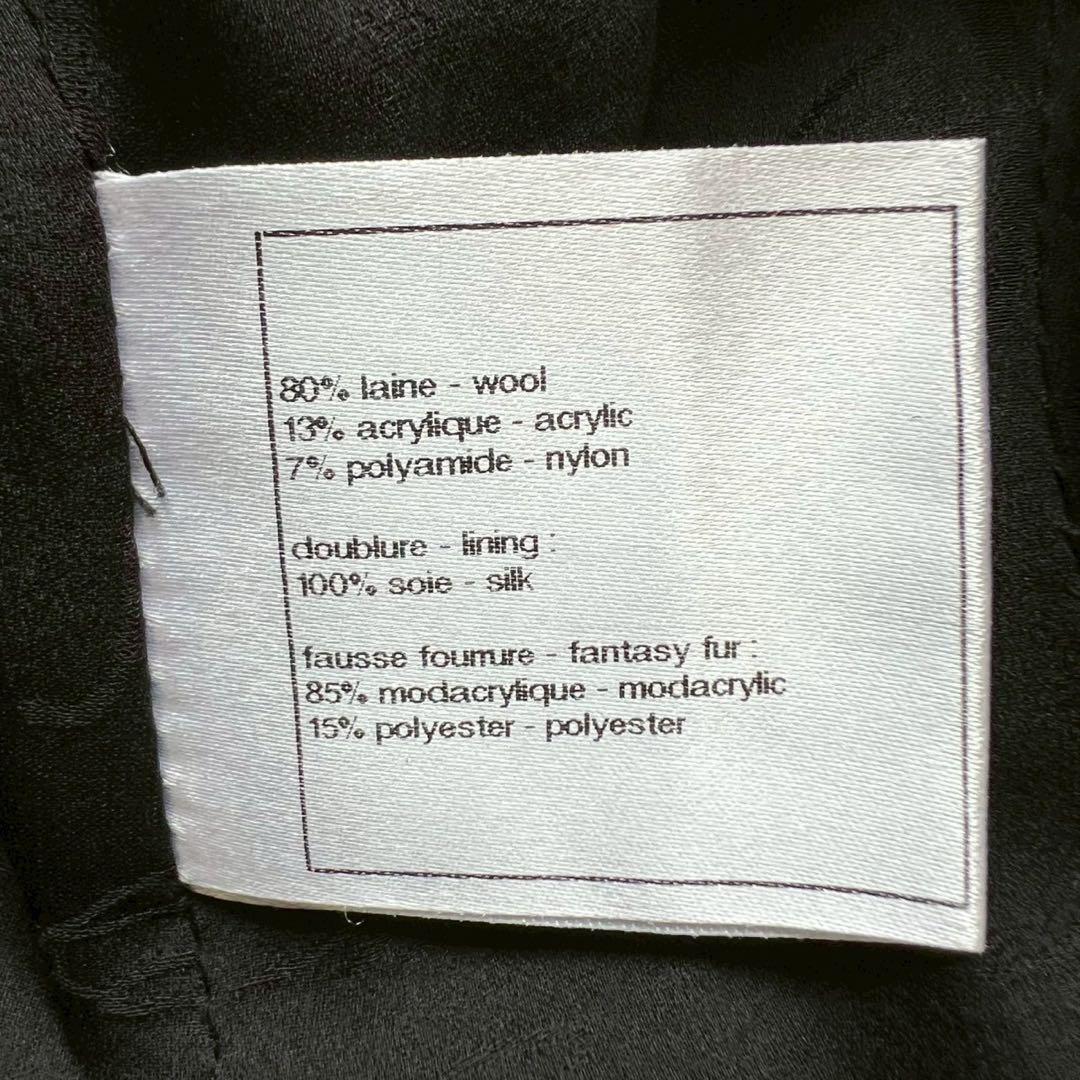 80% laine - wool
13% acrylique - acrylic
7% polyamide - nylon
doublure - lining :
100% soie - silk
fausse fourrure - fantasy fur :
85% modacrylique - modacrylic
15% polyester - polyester